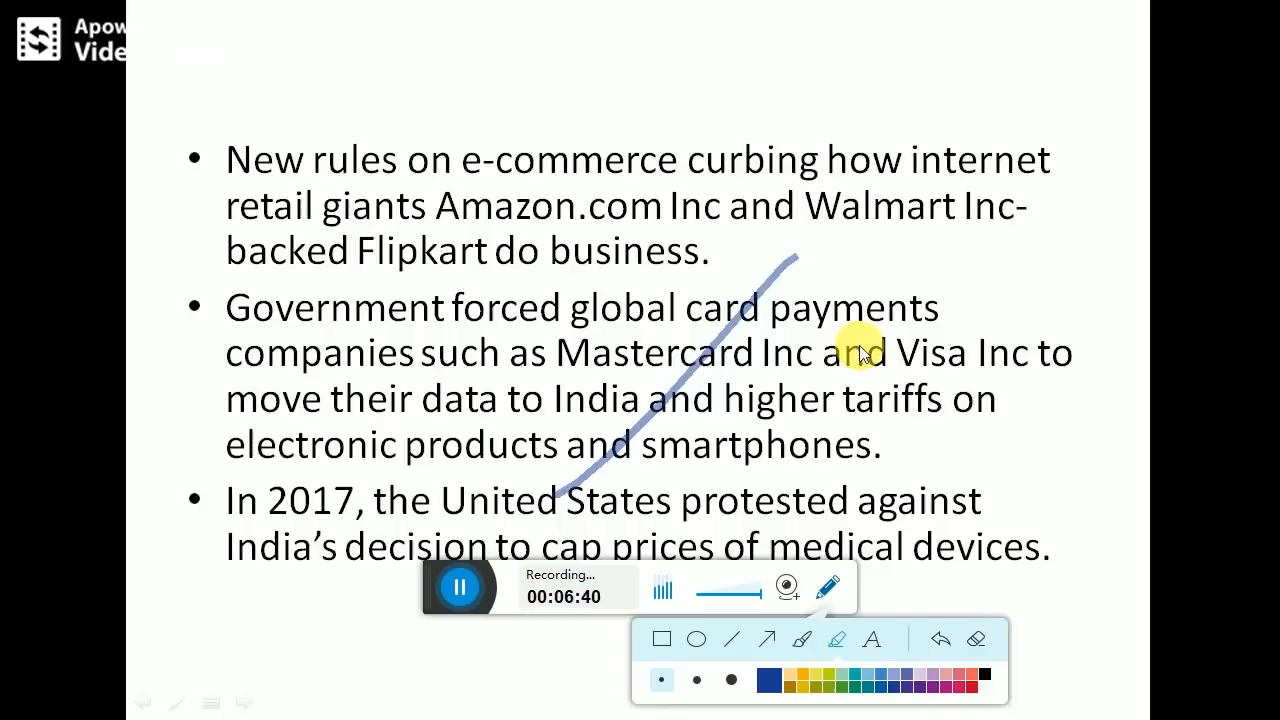 Apow
Vide
• New rules on e-commerce curbing how internet
retail giants Amazon.com Inc and Walmart Inc-
backed Flipkart do business.
• Government forced global card payments
companies such as Mastercard Inc and Visa Inc to
move their data to India and higher tariffs on
electronic products and smartphones.
• In 2017, the United States protested against
India's decision to cap prices of medical devices.
Recording...
00:06:40
A